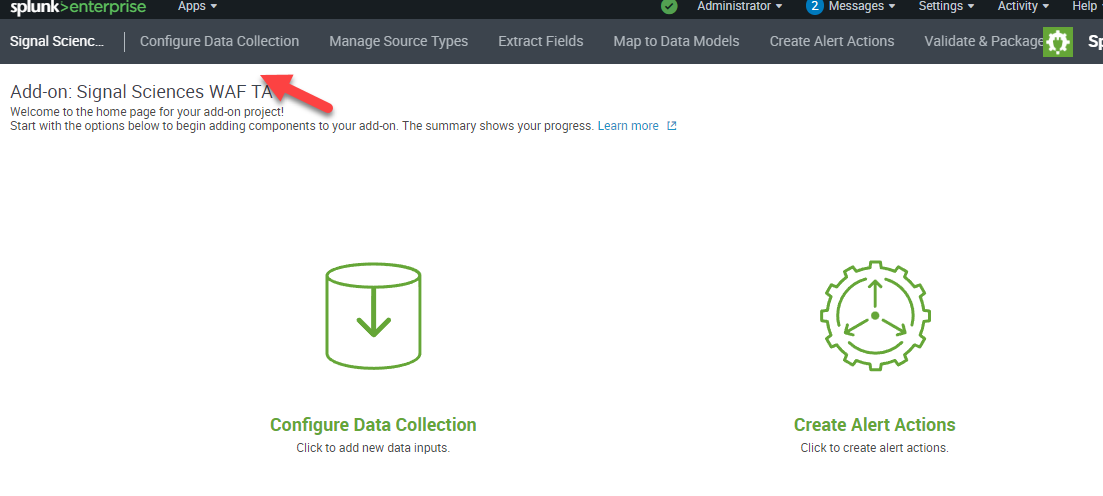 splunk>enterprise Apps Administrator 2 Messages Settings Activity Help
Signal Scienc... Configure Data Collection Manage Source Types Extract Fields Map to Data Models Create Alert Actions Validate & Package
Add-on: Signal Sciences WAF TA
Welcome to the home page for your add-on project!
Start with the options below to begin adding components to your add-on. The summary shows your progress. Learn more
Configure Data Collection Create Alert Actions
Click to add new data inputs. Click to create alert actions.